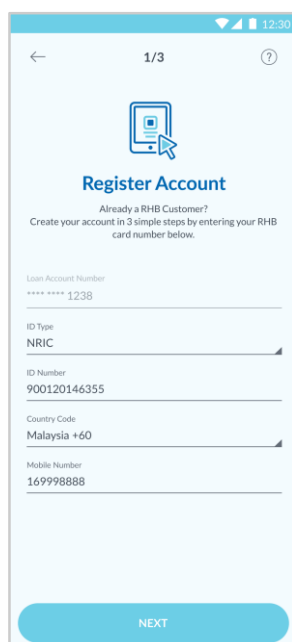 12:30
1/3
?
Register Account
Already a RHB Customer?
Create your account in 3 simple steps by entering your RHB
card number below.
Loan Account Number
**** **** 1238
ID Type
NRIC
ID Number
900120146355
Country Code
Malaysia +60
Mobile Number
169998888
NEXT